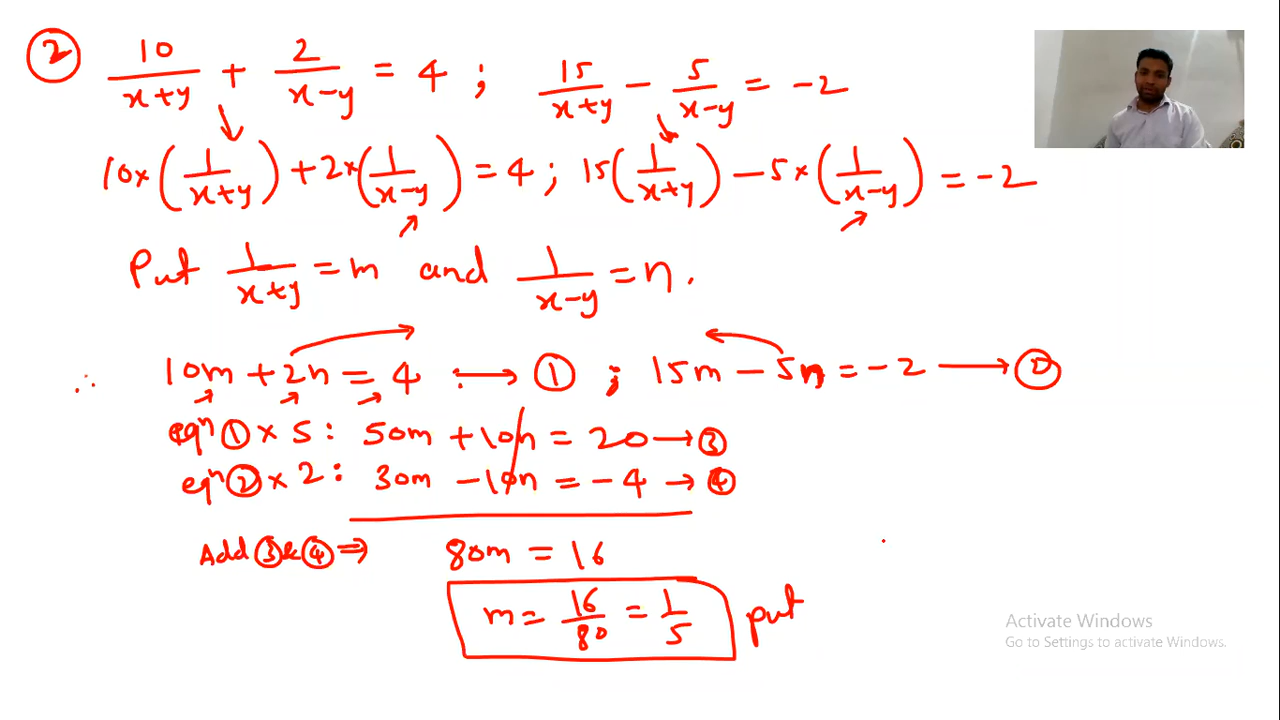 ② 10/(x+y) + 2/(x-y) = 4 ; 15/(x+y) - 5/(x-y) = -2
10×(1/(x+y)) + 2×(1/(x-y)) = 4 ; 15(1/(x+y)) - 5×(1/(x-y)) = -2
Put 1/(x+y) = m and 1/(x-y) = n.
∴ 10m + 2n = 4 : → ① ; 15m - 5n = -2 → ②
eqⁿ ① × 5 : 50m + 10n = 20 → ③
eqⁿ ② × 2 : 30m - 10n = -4 → ④
Add ③ & ④ ⇒ 80m = 16
m = 16/80 = 1/5 put
Activate Windows
Go to Settings to activate Windows.